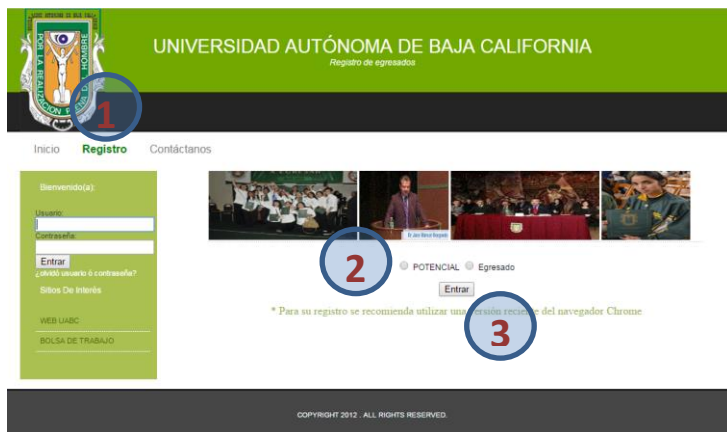 UNIVERSIDAD AUTÓNOMA DE BAJA CALIFORNIA
Registro de egresados
POR LA REALIZACION PLENA DEL HOMBRE
1
Inicio Registro Contáctanos
Bienvenido(a):
Usuario:
Contraseña:
Entrar
¿olvidó usuario ó contraseña?
Sitios De Interés
WEB UABC
BOLSA DE TRABAJO
2
POTENCIAL Egresado
Entrar
* Para su registro se recomienda utilizar una versión reciente del navegador Chrome
3
COPYRIGHT 2012 . ALL RIGHTS RESERVED.